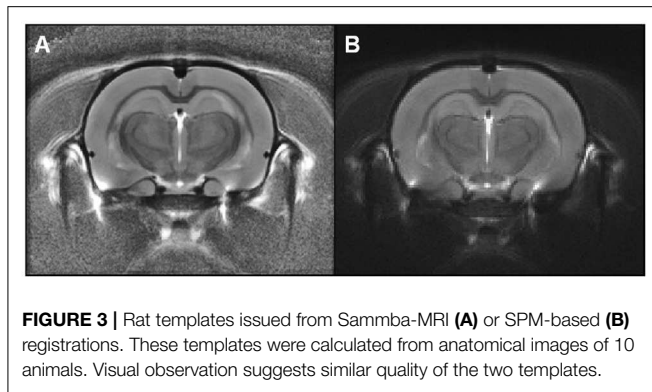 A
B
FIGURE 3 | Rat templates issued from Sammba-MRI (A) or SPM-based (B)
registrations. These templates were calculated from anatomical images of 10
animals. Visual observation suggests similar quality of the two templates.